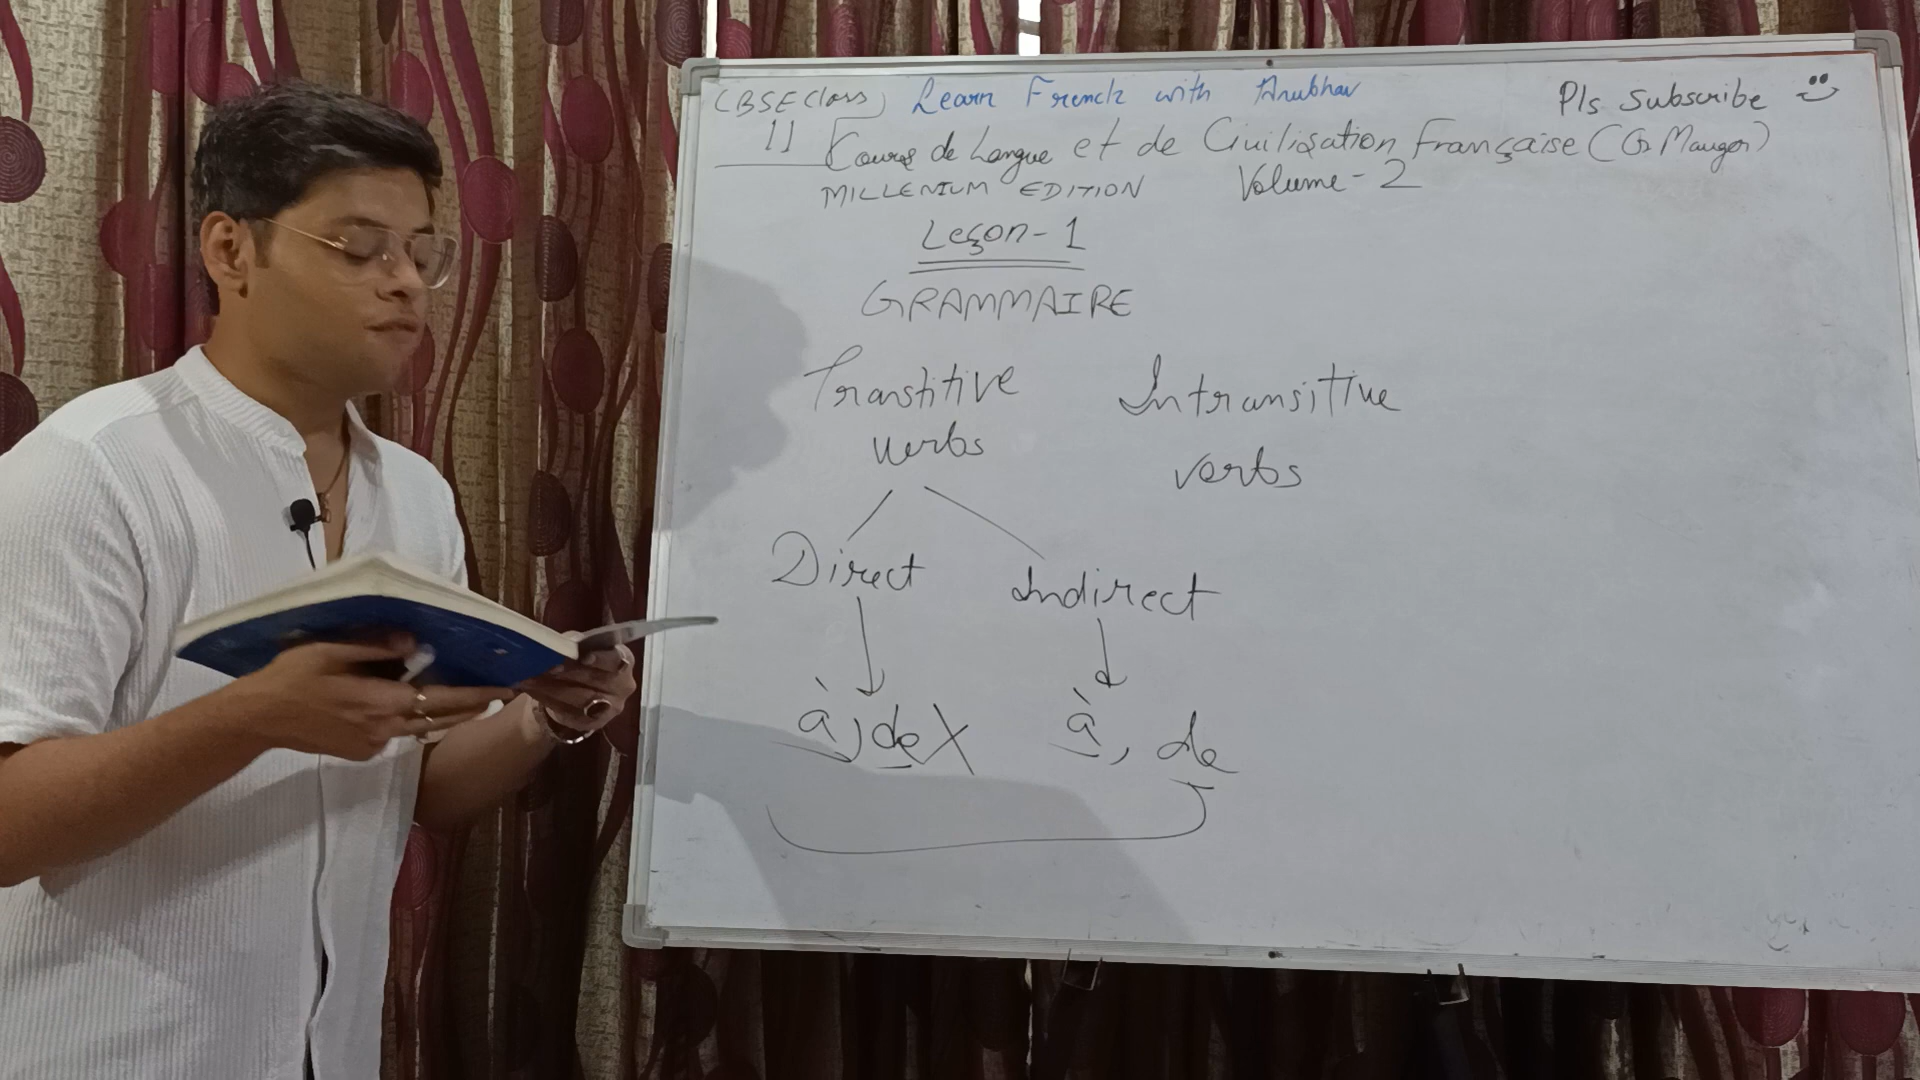 CBSE Class Learn French with Anubhav Pls Subscribe
11 Cours de Langue et de Civilisation Française (G. Mauger)
MILLENIUM EDITION Volume-2
Leçon-1
GRAMMAIRE
Transtitive Intransitive
verbs verbs
Direct Indirect
à, de X à, de